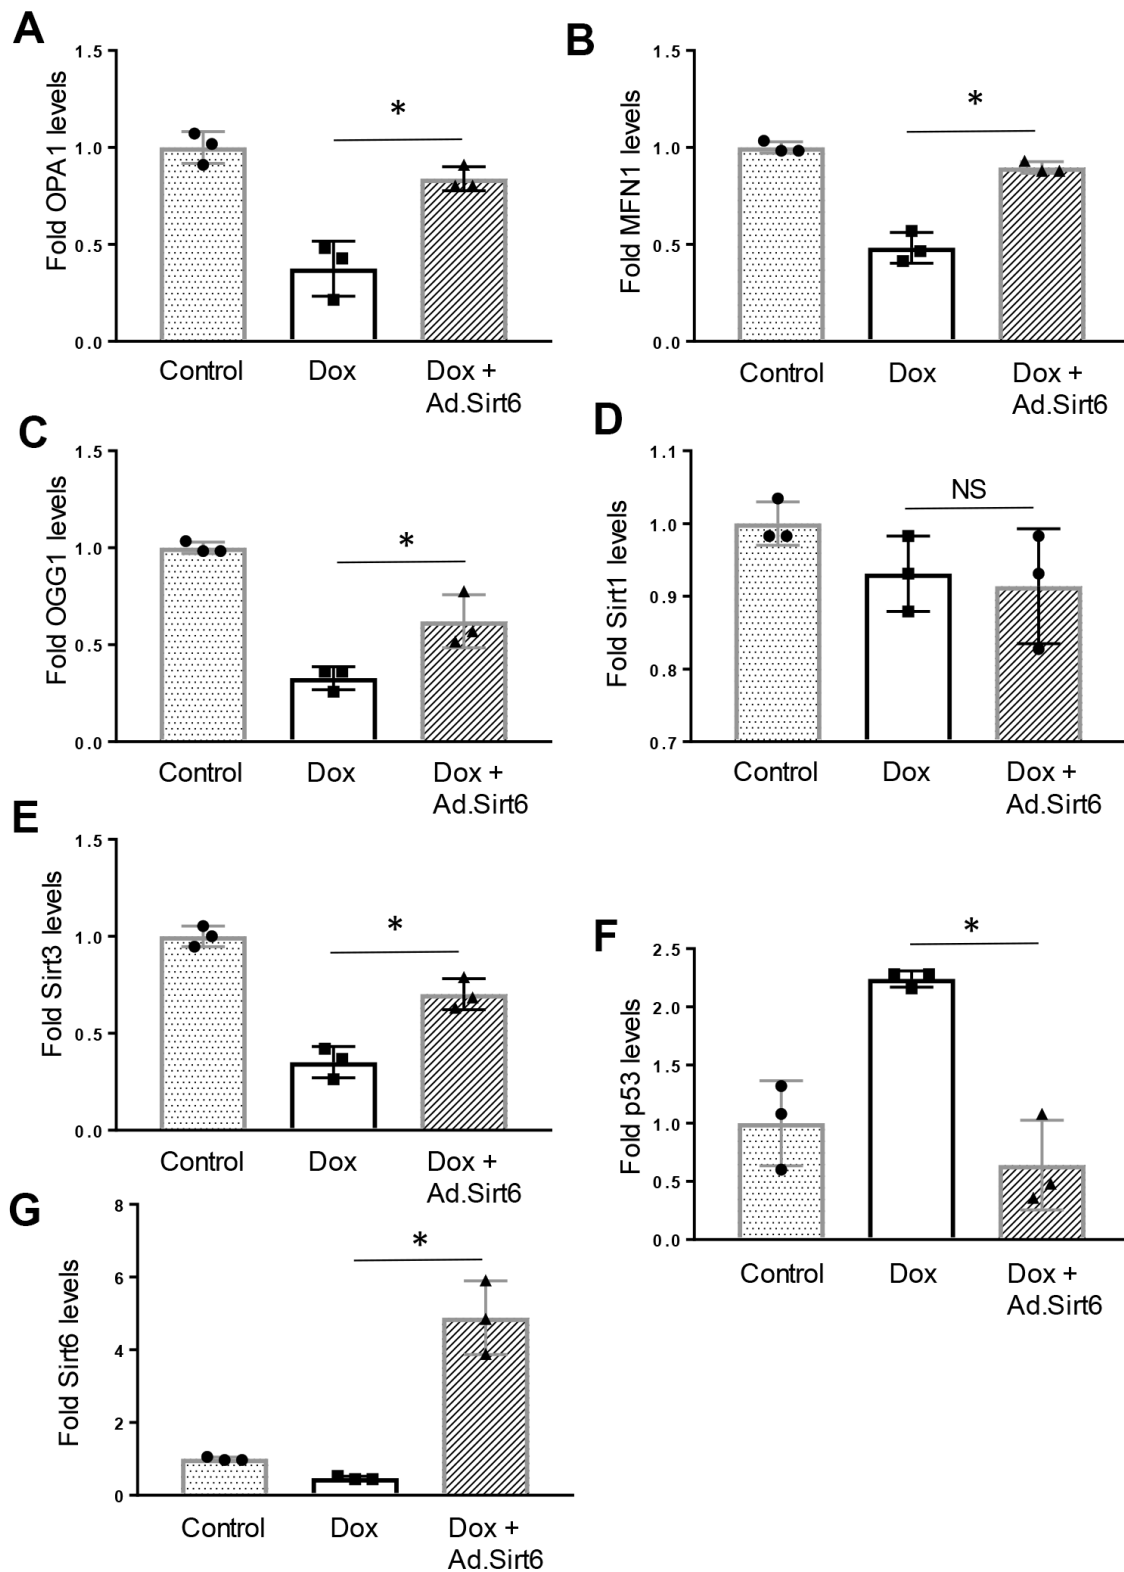 A
Fold OPA1 levels
1.5
1.0
0.5
0.0
*
Control
Dox
Dox +
Ad.Sirt6
B
Fold MFN1 levels
1.5
1.0
0.5
0.0
*
Control
Dox
Dox +
Ad.Sirt6
C
Fold OGG1 levels
1.5
1.0
0.5
0.0
*
Control
Dox
Dox +
Ad.Sirt6
D
Fold Sirt1 levels
1.1
1.0
0.9
0.8
0.7
NS
Control
Dox
Dox +
Ad.Sirt6
E
Fold Sirt3 levels
1.5
1.0
0.5
0.0
*
Control
Dox
Dox +
Ad.Sirt6
F
Fold p53 levels
2.5
2.0
1.5
1.0
0.5
0.0
*
Control
Dox
Dox +
Ad.Sirt6
G
Fold Sirt6 levels
8
6
4
2
0
*
Control
Dox
Dox +
Ad.Sirt6